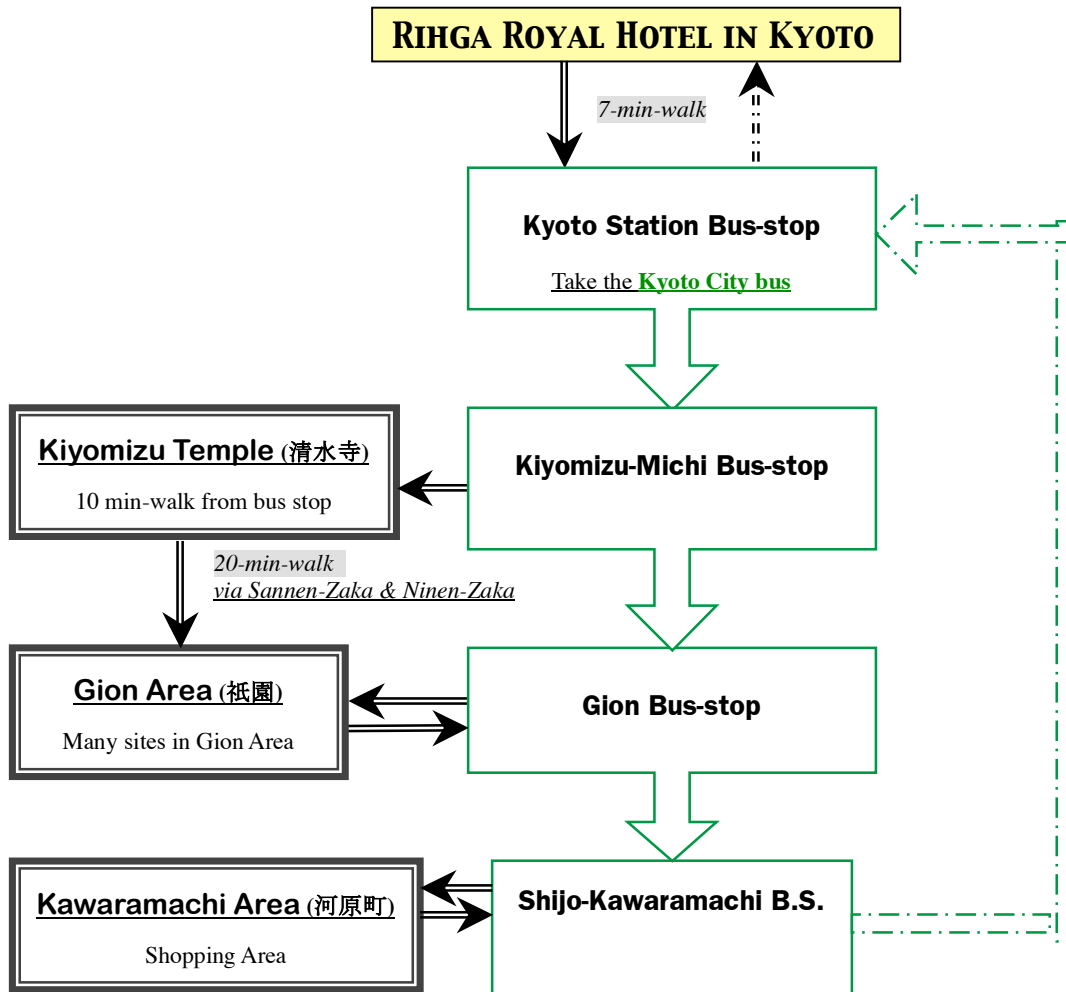 RIHGA ROYAL HOTEL IN KYOTO
7-min-walk
Kyoto Station Bus-stop
Take the Kyoto City bus
Kiyomizu Temple (清水寺)
10 min-walk from bus stop
Kiyomizu-Michi Bus-stop
20-min-walk
via Sannen-Zaka & Ninen-Zaka
Gion Area (祇園)
Many sites in Gion Area
Gion Bus-stop
Kawaramachi Area (河原町)
Shopping Area
Shijo-Kawaramachi B.S.